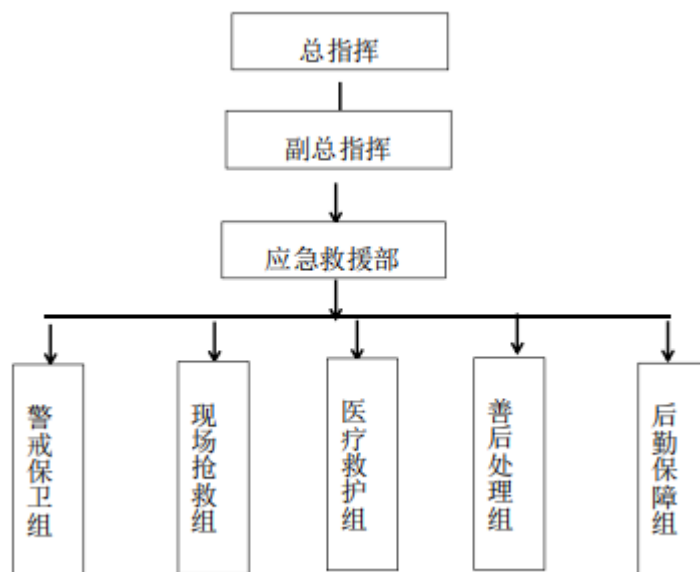 总指挥
副总指挥
应急救援部
警戒保卫组
现场抢救组
医疗救护组
善后处理组
后勤保障组